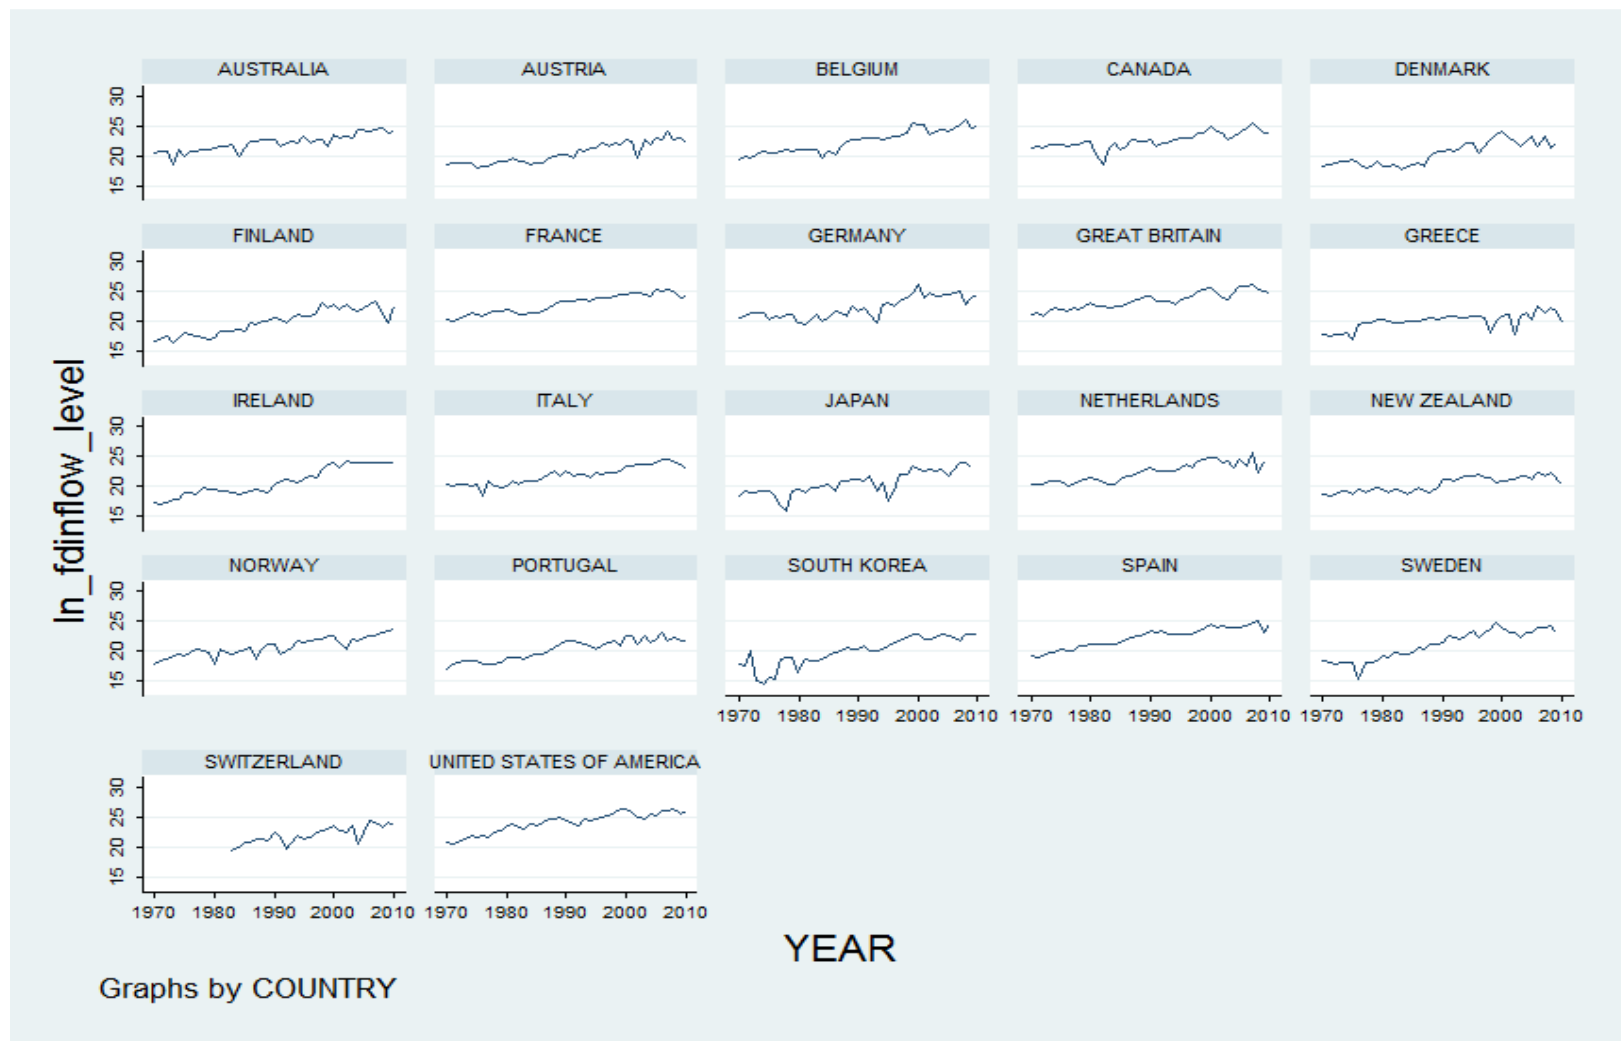 AUSTRALIA AUSTRIA BELGIUM CANADA DENMARK
30
25
20
15
FINLAND FRANCE GERMANY GREAT BRITAIN GREECE
30
25
20
15
IRELAND ITALY JAPAN NETHERLANDS NEW ZEALAND
30
25
20
15
ln_fdinflow_level
NORWAY PORTUGAL SOUTH KOREA SPAIN SWEDEN
30
25
20
15
1970 1980 1990 2000 2010 1970 1980 1990 2000 2010 1970 1980 1990 2000 2010
SWITZERLAND UNITED STATES OF AMERICA
30
25
20
15
1970 1980 1990 2000 2010 1970 1980 1990 2000 2010
YEAR
Graphs by COUNTRY